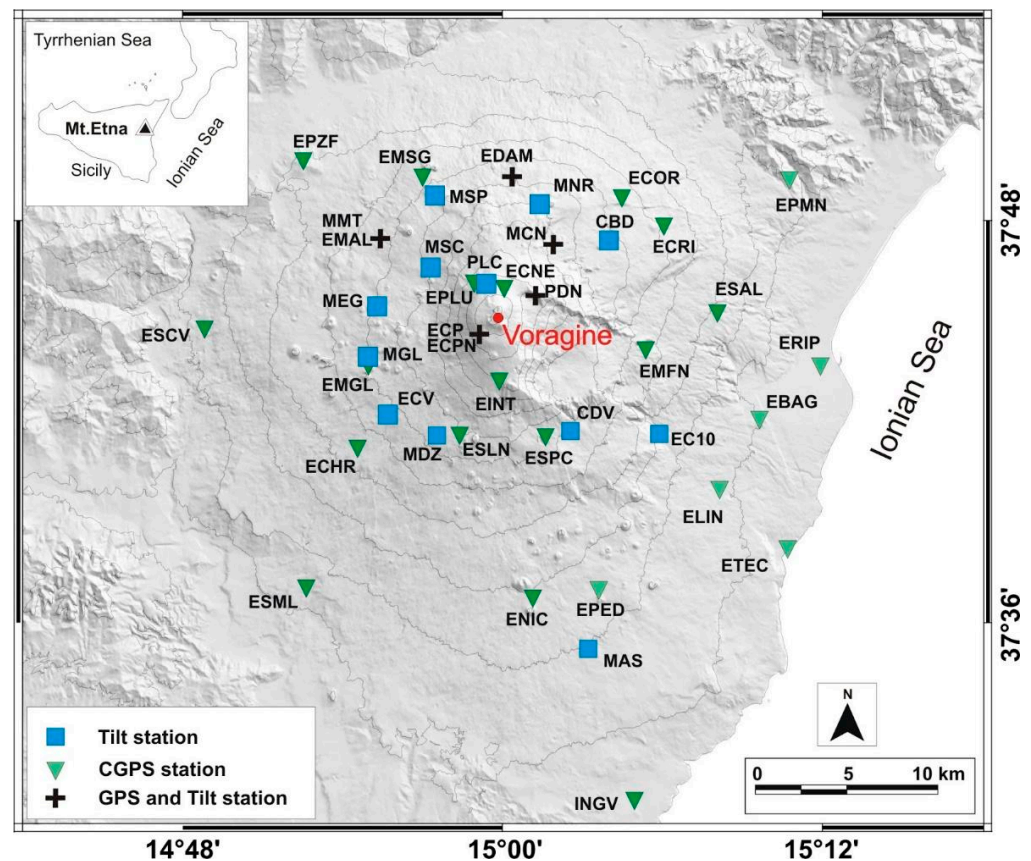 Tyrrhenian Sea
Mt.Etna
Sicily
Ionian Sea
EPZF
EMSG
EDAM
MSP
MNR
ECOR
EPMN
CBD
MMT
EMAL
MCN
ECRI
MSC
PLC
ECNE
37°48'
EPLU
PDN
MEG
ESAL
ESCV
ECP
ECPN
Voragine
MGL
ERIP
EMGL
EMFN
Ionian Sea
ECV
EINT
CDV
EBAG
MDZ
ESLN
ESPC
EC10
ECHR
ELIN
ETEC
ESML
ENIC
EPED
37°36'
MAS
N
Tilt station
CGPS station
GPS and Tilt station
0 5 10 km
INGV
14°48' 15°00' 15°12'